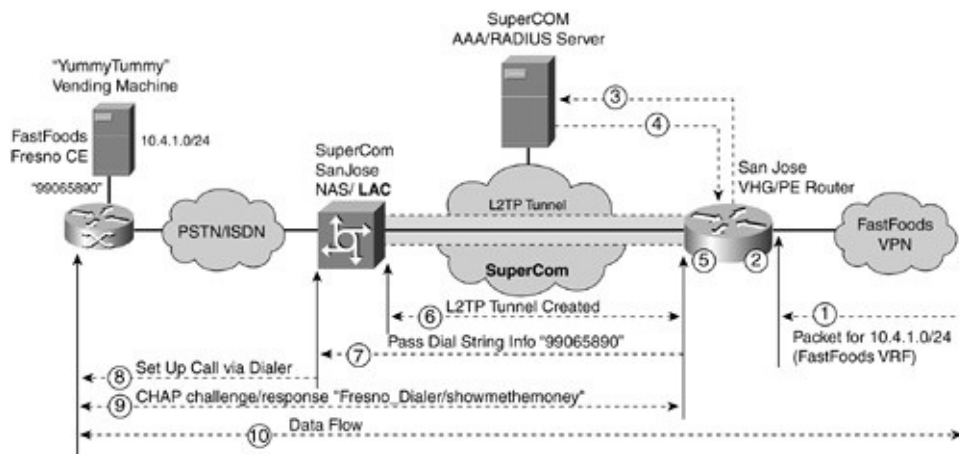 SuperCOM
AAA/RADIUS Server
"YummyTummy"
Vending Machine
FastFoods
Fresno CE
10.4.1.0/24
"99065890"
SuperCom
SanJose
NAS/ LAC
PSTN/ISDN
3
4
San Jose
VHG/PE Router
L2TP Tunnel
SuperCom
5
2
FastFoods
VPN
6
L2TP Tunnel Created
1
Packet for 10.4.1.0/24
(FastFoods VRF)
7
Pass Dial String Info "99065890"
8
Set Up Call via Dialer
9
CHAP challenge/response "Fresno_Dialer/showmethemoney"
10
Data Flow